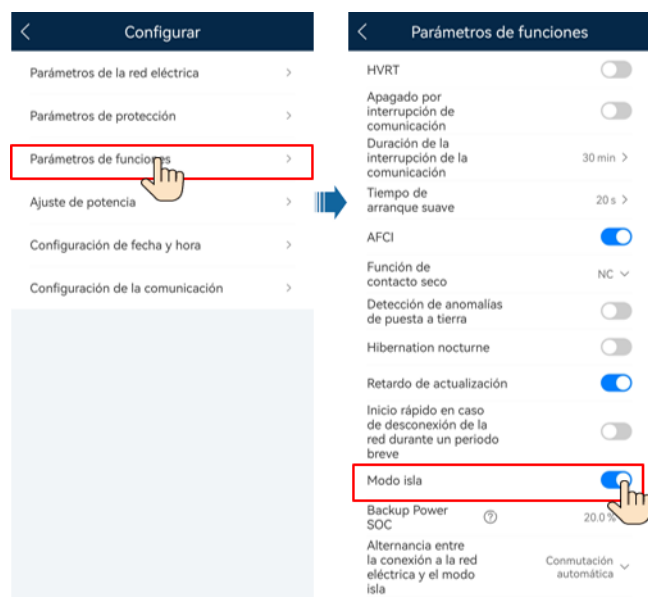 Configurar
Parámetros de la red eléctrica
Parámetros de protección
Parámetros de funciones
Ajuste de potencia
Configuración de fecha y hora
Configuración de la comunicación
Parámetros de funciones
HVRT
Apagado por
interrupción de
comunicación
Duración de la
interrupción de la
comunicación
30 min
Tiempo de
arranque suave
20 s
AFCI
Función de
contacto seco
NC
Detección de anomalías
de puesta a tierra
Hibernation nocturne
Retardo de actualización
Inicio rápido en caso
de desconexión de la
red durante un periodo
breve
Modo isla
Backup Power
SOC
20.0 %
Alternancia entre
la conexión a la red
eléctrica y el modo
isla
Conmutación
automática